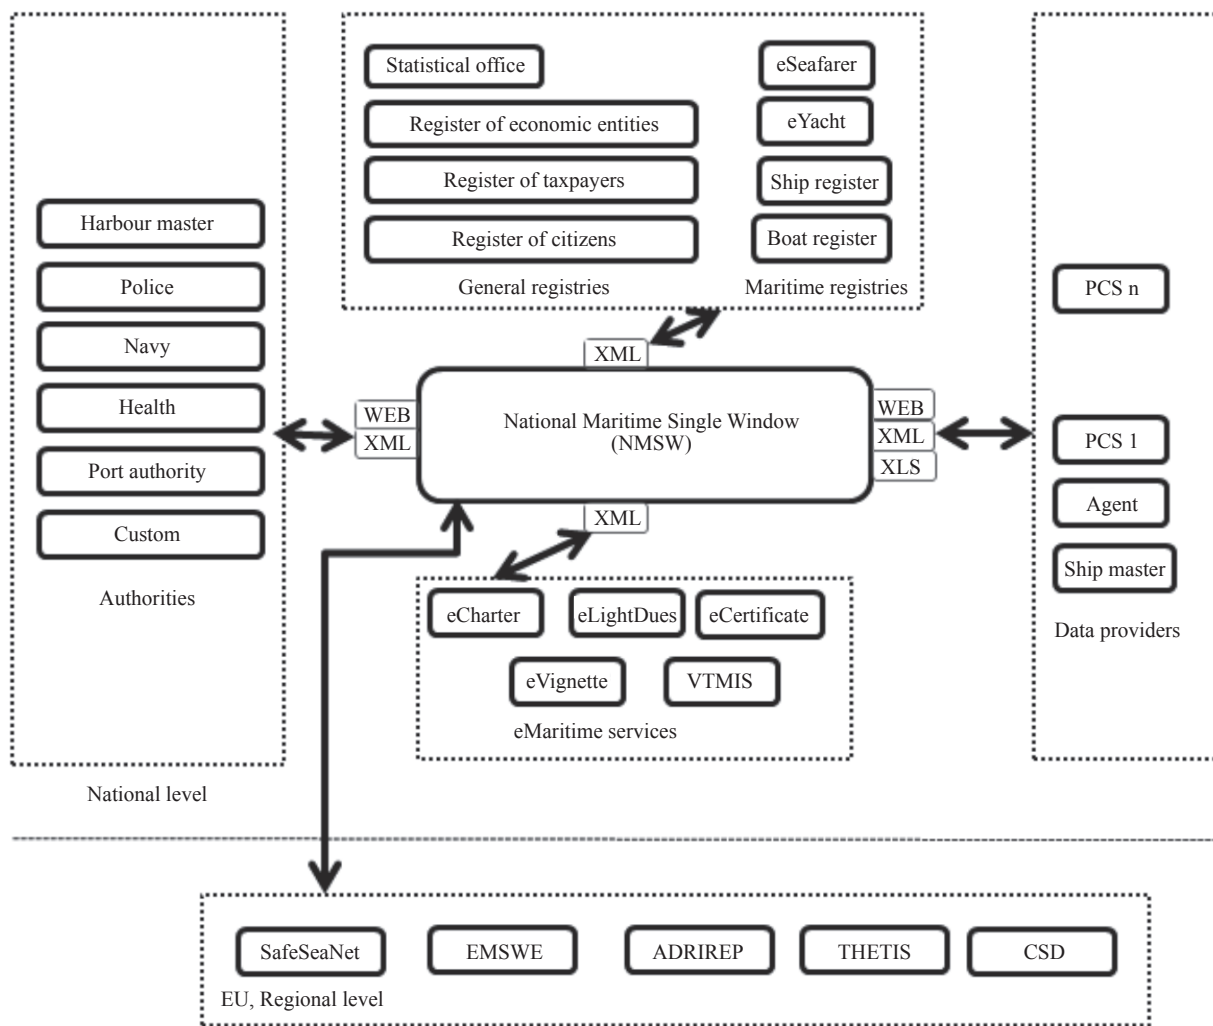 Statistical office
Register of economic entities
Register of taxpayers
Register of citizens
General registries
eSeafarer
eYacht
Ship register
Boat register
Maritime registries
Harbour master
Police
Navy
Health
Port authority
Custom
Authorities
National level
XML
WEB
XML
National Maritime Single Window
(NMSW)
WEB
XML
XLS
XML
PCS n
PCS 1
Agent
Ship master
Data providers
eCharter
eLightDues
eCertificate
eVignette
VTMIS
eMaritime services
SafeSeaNet
EMSWE
ADRIREP
THETIS
CSD
EU, Regional level